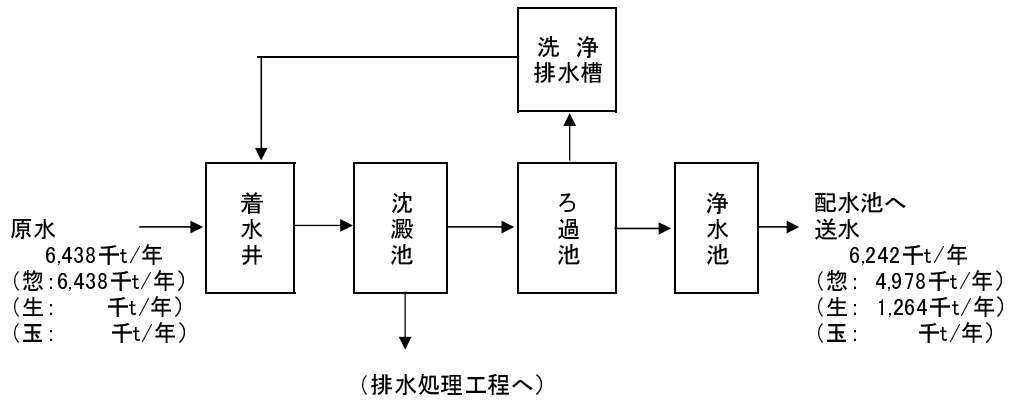 洗 浄
排水槽
着水井
沈澱池
ろ過池
浄水池
原水
6,438千t/年
(惣:6,438千t/年)
(生: 千t/年)
(玉: 千t/年)
配水池へ
送水
6,242千t/年
(惣: 4,978千t/年)
(生: 1,264千t/年)
(玉: 千t/年)
(排水処理工程へ)